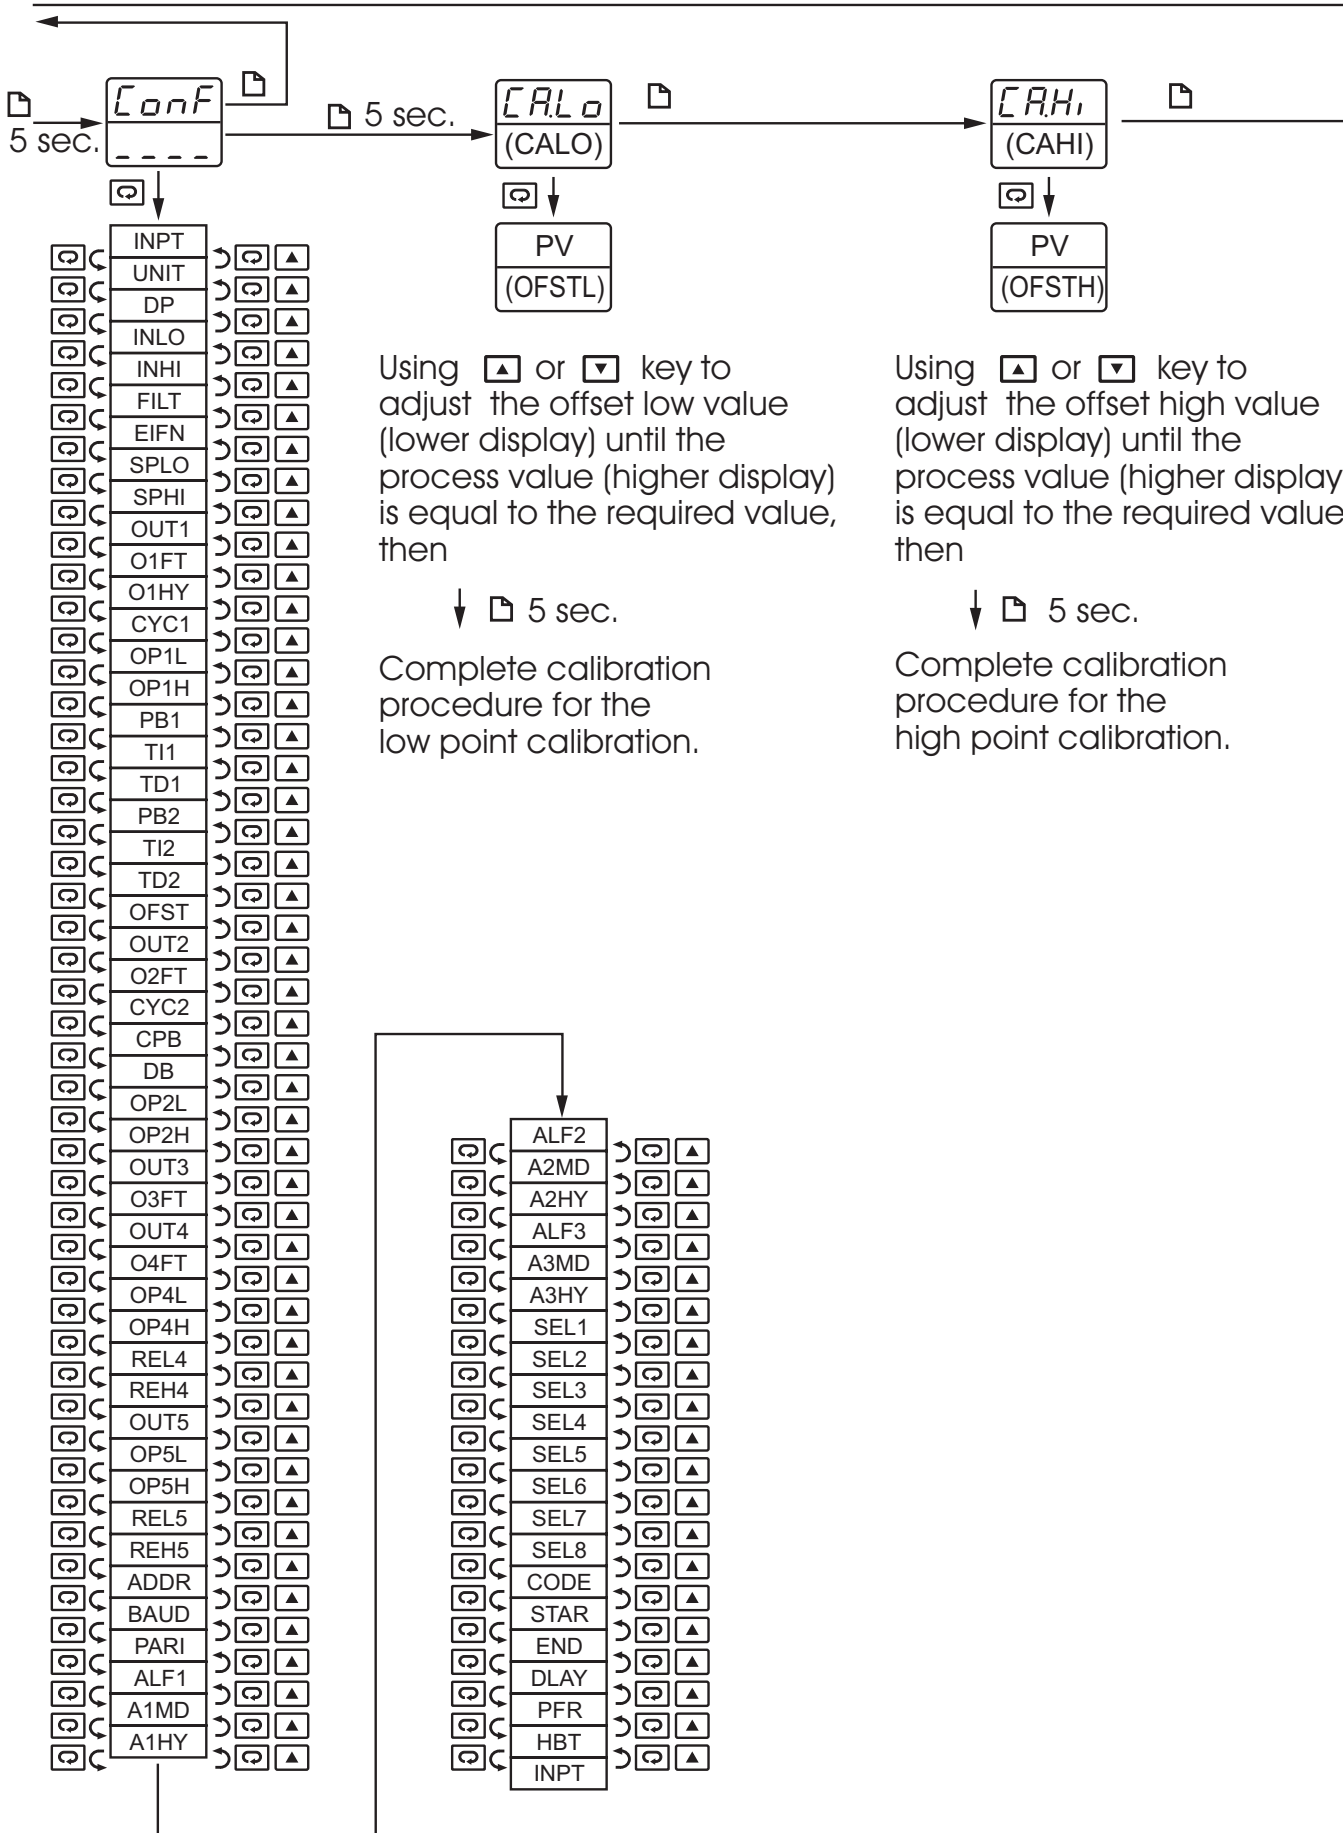 ConF
5 sec.
5 sec.
CA.Lo
(CALO)
CA.Hi
(CAHI)
PV
(OFSTL)
PV
(OFSTH)
INPT
UNIT
DP
INLO
INHI
FILT
EIFN
SPLO
SPHI
OUT1
O1FT
O1HY
CYC1
OP1L
OP1H
PB1
TI1
TD1
PB2
TI2
TD2
OFST
OUT2
O2FT
CYC2
CPB
DB
OP2L
OP2H
OUT3
O3FT
OUT4
O4FT
OP4L
OP4H
REL4
REH4
OUT5
OP5L
OP5H
REL5
REH5
ADDR
BAUD
PARI
ALF1
A1MD
A1HY
Using or key to
adjust the offset low value
(lower display) until the
process value (higher display)
is equal to the required value,
then
5 sec.
Complete calibration
procedure for the
low point calibration.
Using or key to
adjust the offset high value
(lower display) until the
process value (higher display
is equal to the required value
then
5 sec.
Complete calibration
procedure for the
high point calibration.
ALF2
A2MD
A2HY
ALF3
A3MD
A3HY
SEL1
SEL2
SEL3
SEL4
SEL5
SEL6
SEL7
SEL8
CODE
STAR
END
DLAY
PFR
HBT
INPT